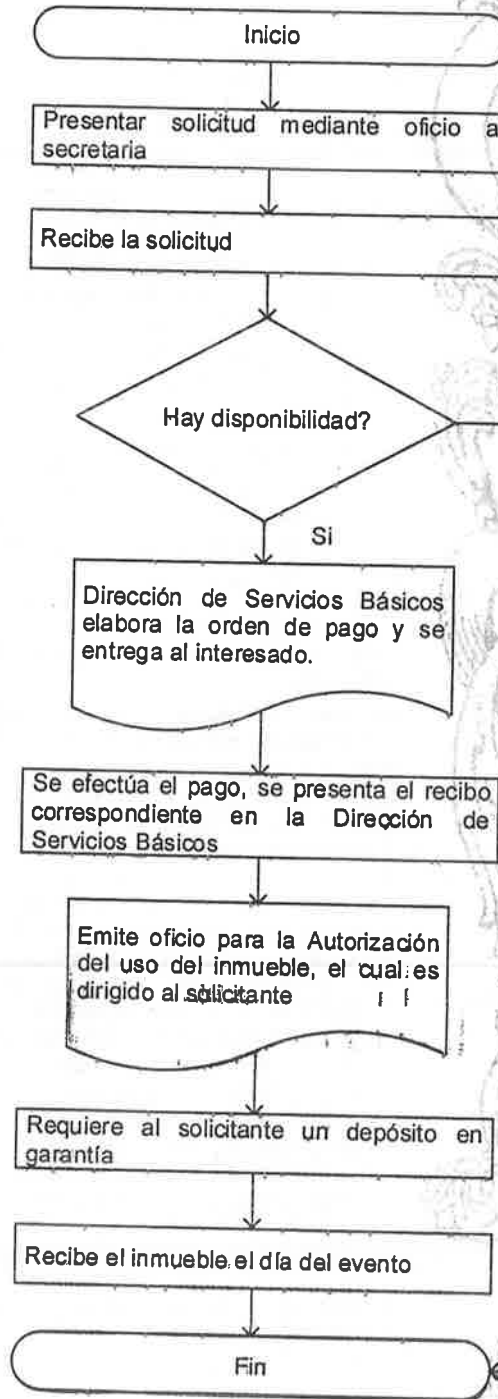 Inicio
Presentar solicitud mediante oficio a
secretaria
Recibe la solicitud
Hay disponibilidad?
Si
Dirección de Servicios Básicos
elabora la orden de pago y se
entrega al interesado.
Se efectúa el pago, se presenta el recibo
correspondiente en la Dirección de
Servicios Básicos
Emite oficio para la Autorización
del uso del inmueble, el cual es
dirigido al solicitante
Requiere al solicitante un depósito en
garantía
Recibe el inmueble el día del evento
Fin